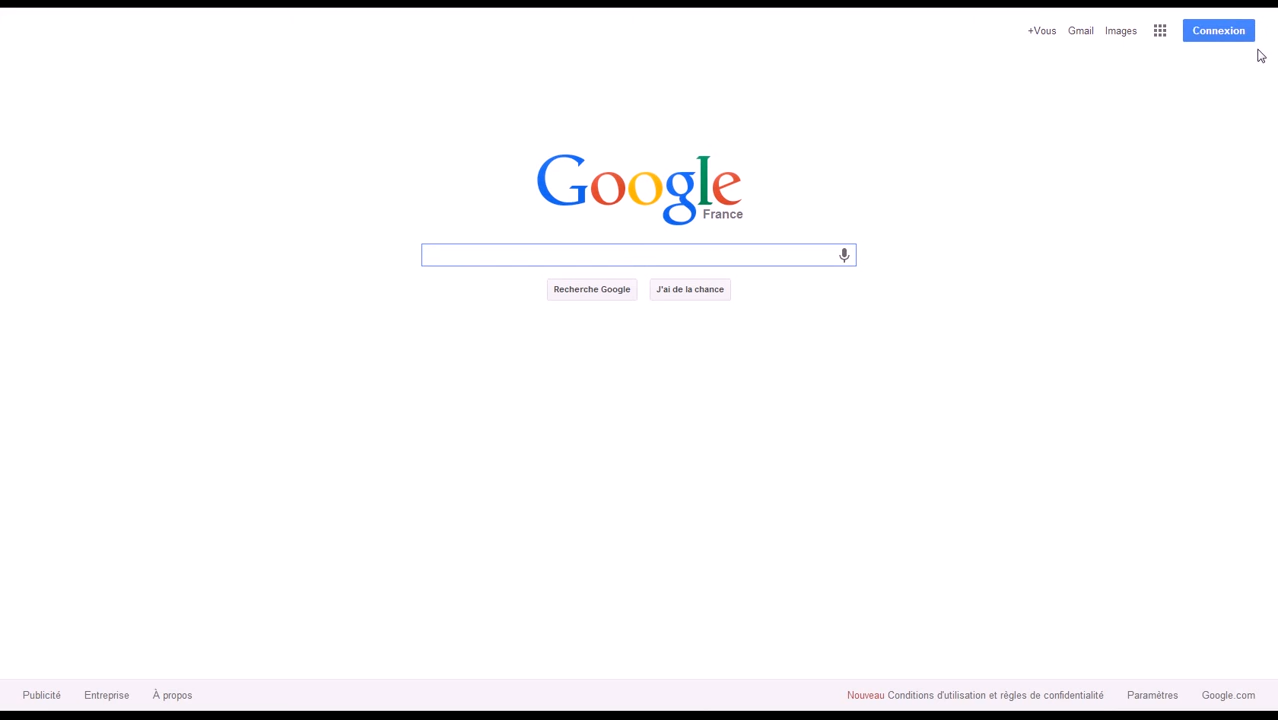 +Vous Gmail Images Connexion
Google
France
Recherche Google J'ai de la chance
Publicité Entreprise À propos Nouveau Conditions d'utilisation et règles de confidentialité Paramètres Google.com